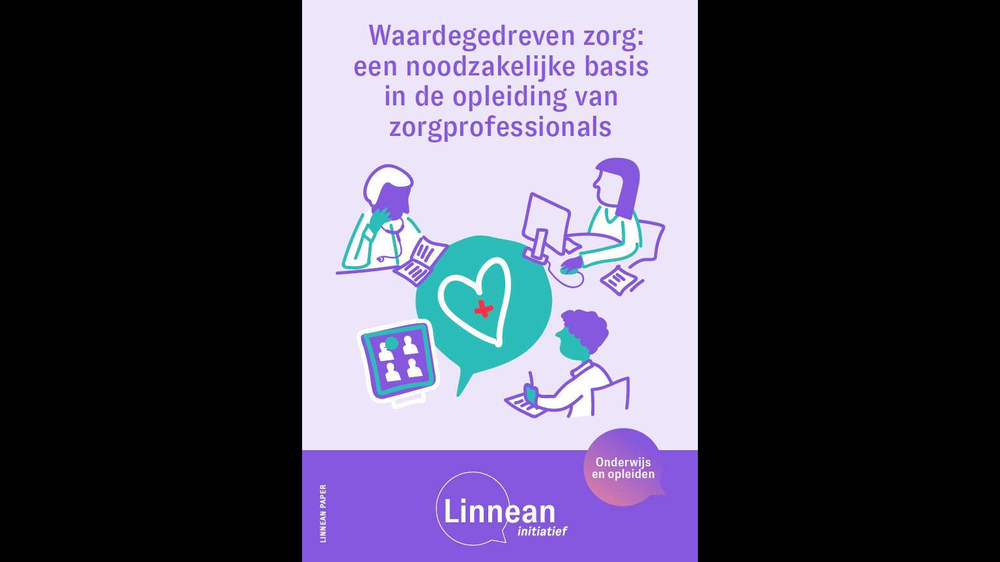 Waardegedreven zorg:
een noodzakelijke basis
in de opleiding van
zorgprofessionals
Onderwijs
en opleiden
LINNEAN PAPER
Linnean
initiatief